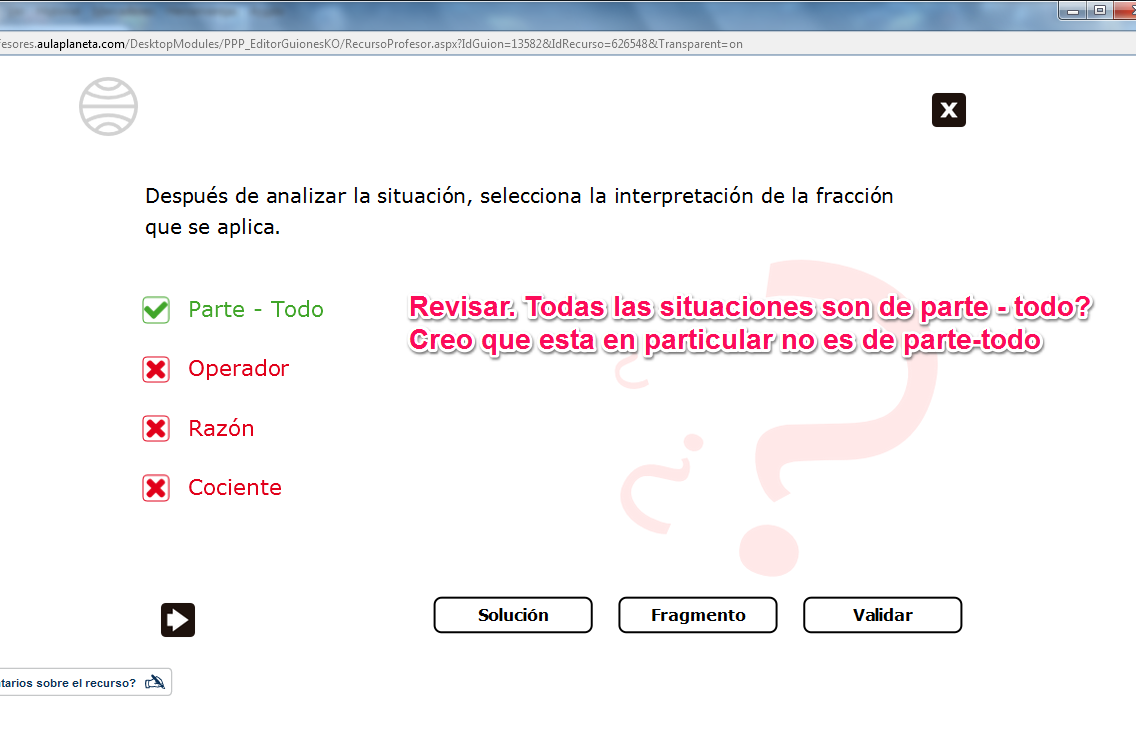 esores.aulaplaneta.com/DesktopModules/PPP_EditorGuionesKO/RecursoProfesor.aspx?IdGuion=13582&IdRecurso=626548&Transparent=on
X
Después de analizar la situación, selecciona la interpretación de la fracción
que se aplica.
Parte - Todo
Revisar. Todas las situaciones son de parte - todo?
Creo que esta en particular no es de parte-todo
Operador
Razón
Cociente
Solución
Fragmento
Validar
tarios sobre el recurso?